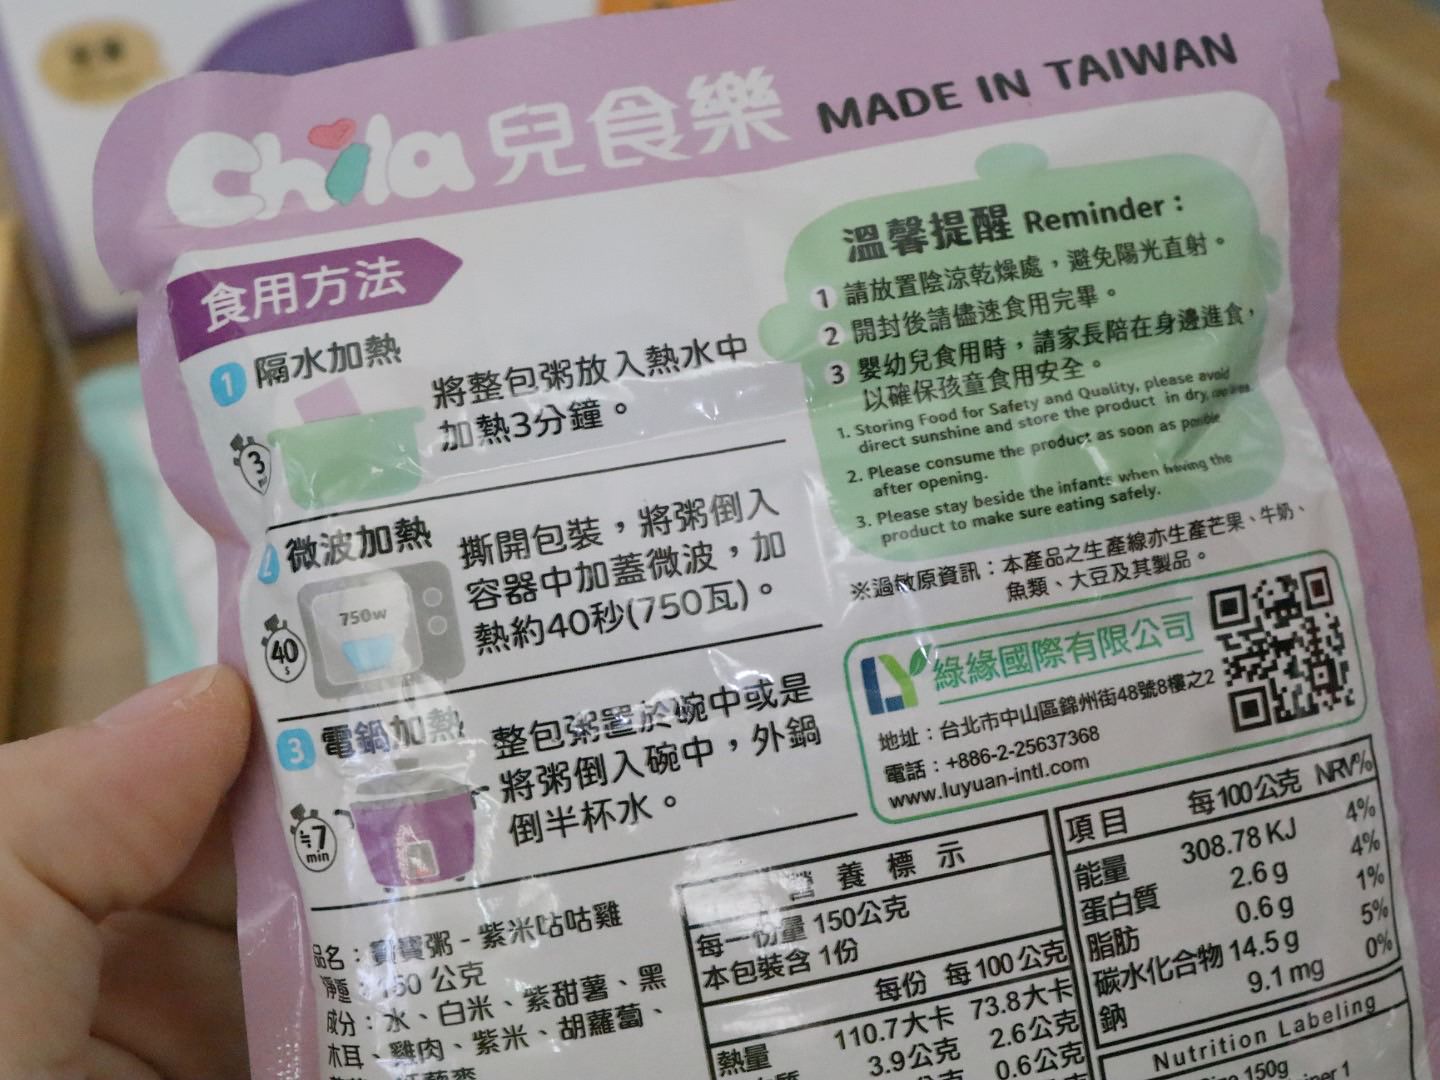 Chila 兒食樂 MADE IN TAIWAN
食用方法
1 隔水加熱
將整包粥放入熱水中
加熱3分鐘。
3
2 微波加熱
撕開包裝，將粥倒入
容器中加蓋微波，加
熱約40秒(750瓦)。
750w
40
s
3 電鍋加熱
整包粥置於碗中或是
將粥倒入碗中，外鍋
倒半杯水。
≒7
min
溫馨提醒 Reminder：
1 請放置陰涼乾燥處，避免陽光直射。
2 開封後請儘速食用完畢。
3 嬰幼兒食用時，請家長陪在身邊進食，
以確保孩童食用安全。
1. Storing Food for Safety and Quality, please avoid
direct sunshine and store the product in dry,
2. Please consume the product as soon as possible
after opening.
3. Please stay beside the infants when having the
product to make sure eating safely.
※過敏原資訊：本產品之生產線亦生產芒果、牛奶、
魚類、大豆及其製品。
LY 綠緣國際有限公司
地址：台北市中山區錦州街48號8樓之2
電話：+886-2-25637368
www.luyuan-intl.com
品名：寶寶粥-紫米咕咕雞
淨重：150 公克
成分：水、白米、紫甜薯、黑
木耳、雞肉、紫米、胡蘿蔔、
營養標示
每一份量 150公克
本包裝含 1份
每份 每100公克
熱量 110.7大卡 73.8大卡
3.9公克 2.6公克
0.6公克
項目 每100公克 NRV%
能量 308.78 KJ 4%
蛋白質 2.6 g 4%
脂肪 0.6 g 1%
碳水化合物 14.5 g 5%
鈉 9.1 mg 0%
Nutrition Labeling
150g